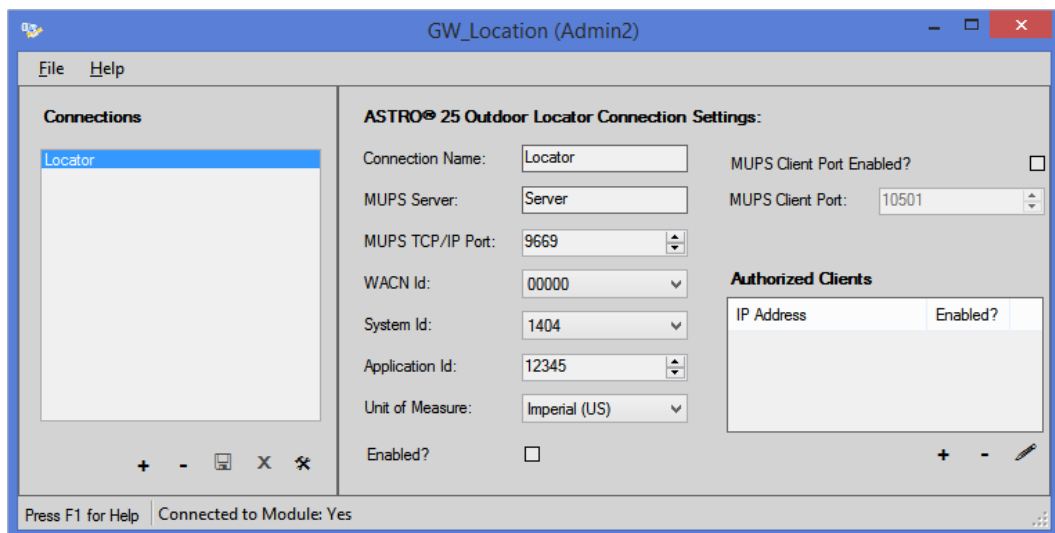 GW_Location (Admin2)
File Help
Connections
Locator
ASTRO® 25 Outdoor Locator Connection Settings:
Connection Name: Locator
MUPS Server: Server
MUPS TCP/IP Port: 9669
WACN Id: 00000
System Id: 1404
Application Id: 12345
Unit of Measure: Imperial (US)
Enabled?
MUPS Client Port Enabled?
MUPS Client Port: 10501
Authorized Clients
IP Address Enabled?
Press F1 for Help Connected to Module: Yes